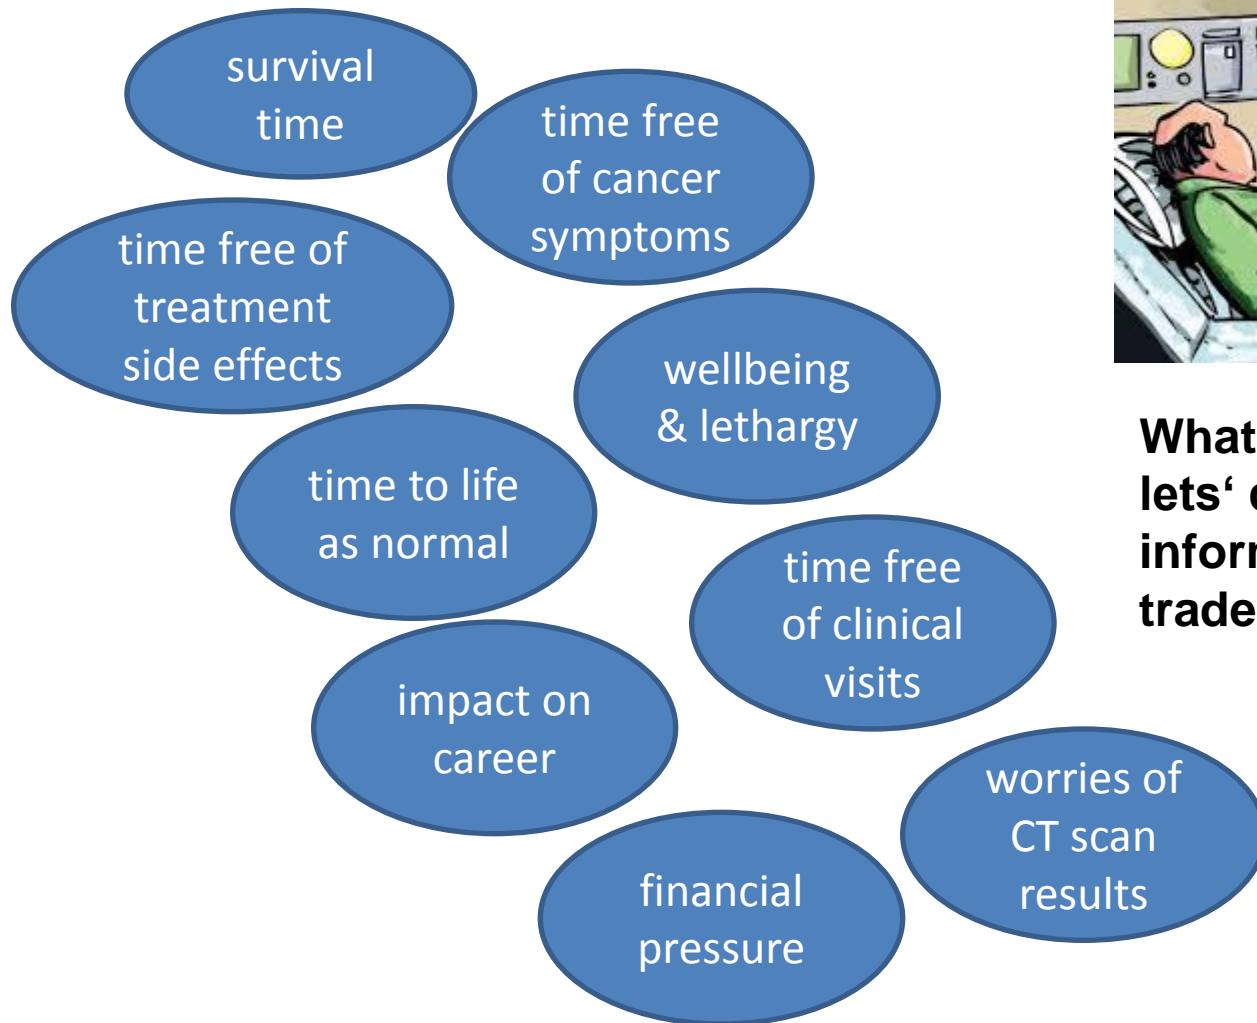 survival
time
time free
of cancer
symptoms
time free of
treatment
side effects
wellbeing
& lethargy
time to life
as normal
time free
of clinical
visits
impact on
career
worries of
CT scan
results
financial
pressure
What
lets‘
trade